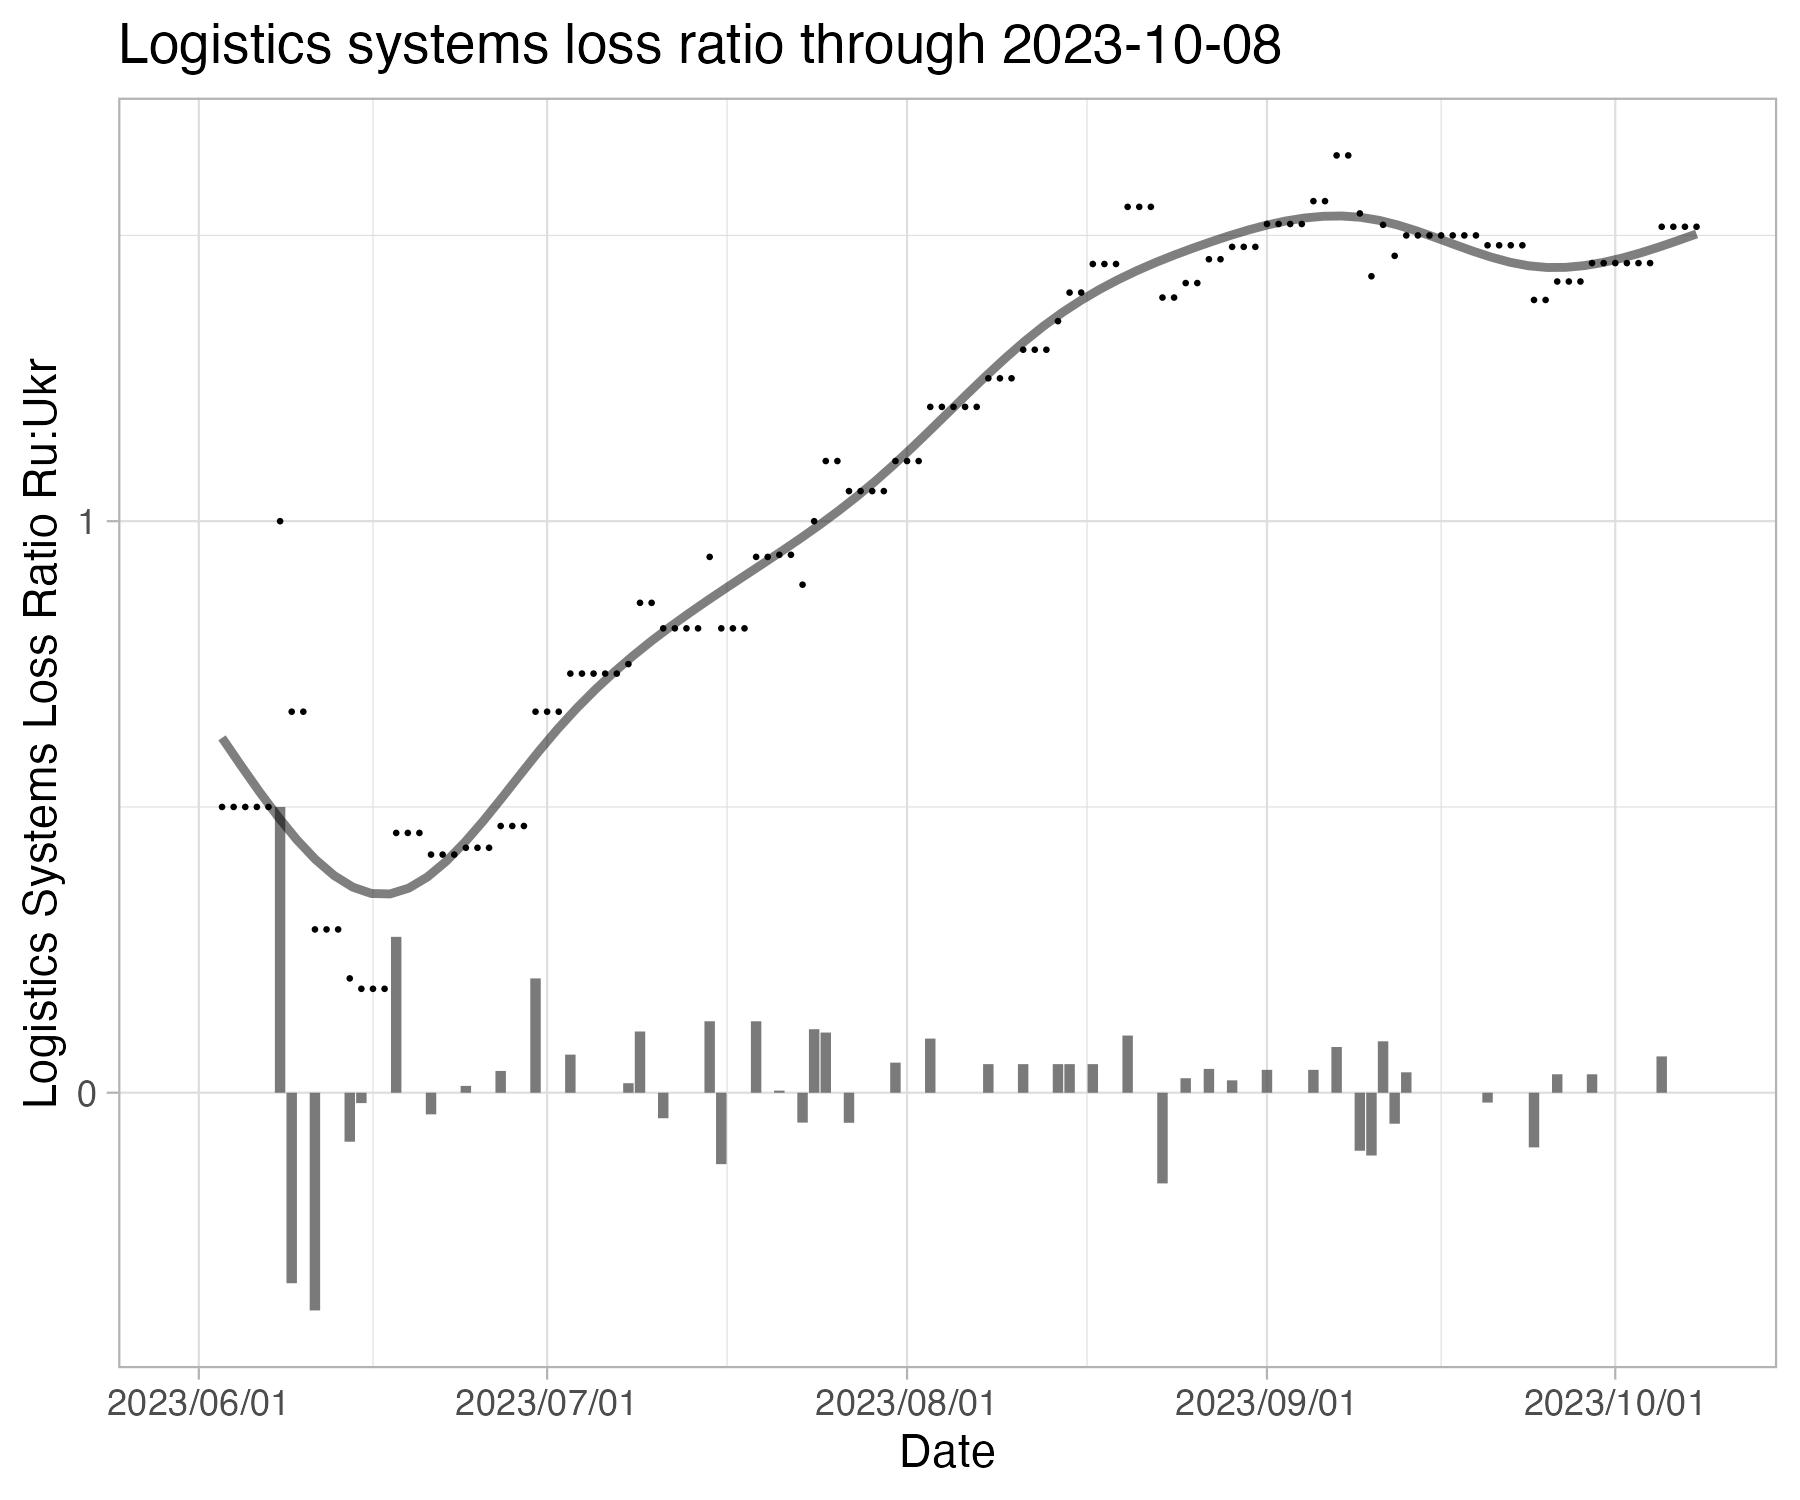 Logistics systems loss ratio through 2023-10-08
Logistics Systems Loss Ratio Ru:Ukr
1
0
2023/06/01
2023/07/01
2023/08/01
2023/09/01
2023/10/01
Date